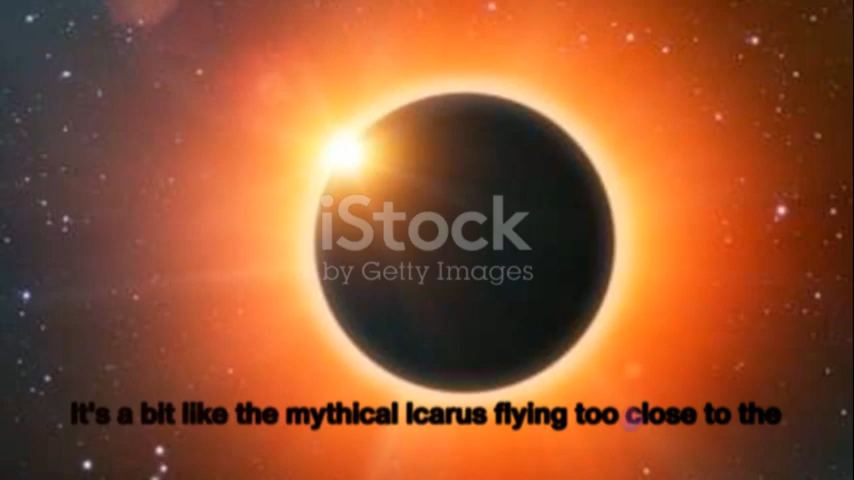 iStock
by Getty Images
It's a bit like the mythical Icarus flying too close to the